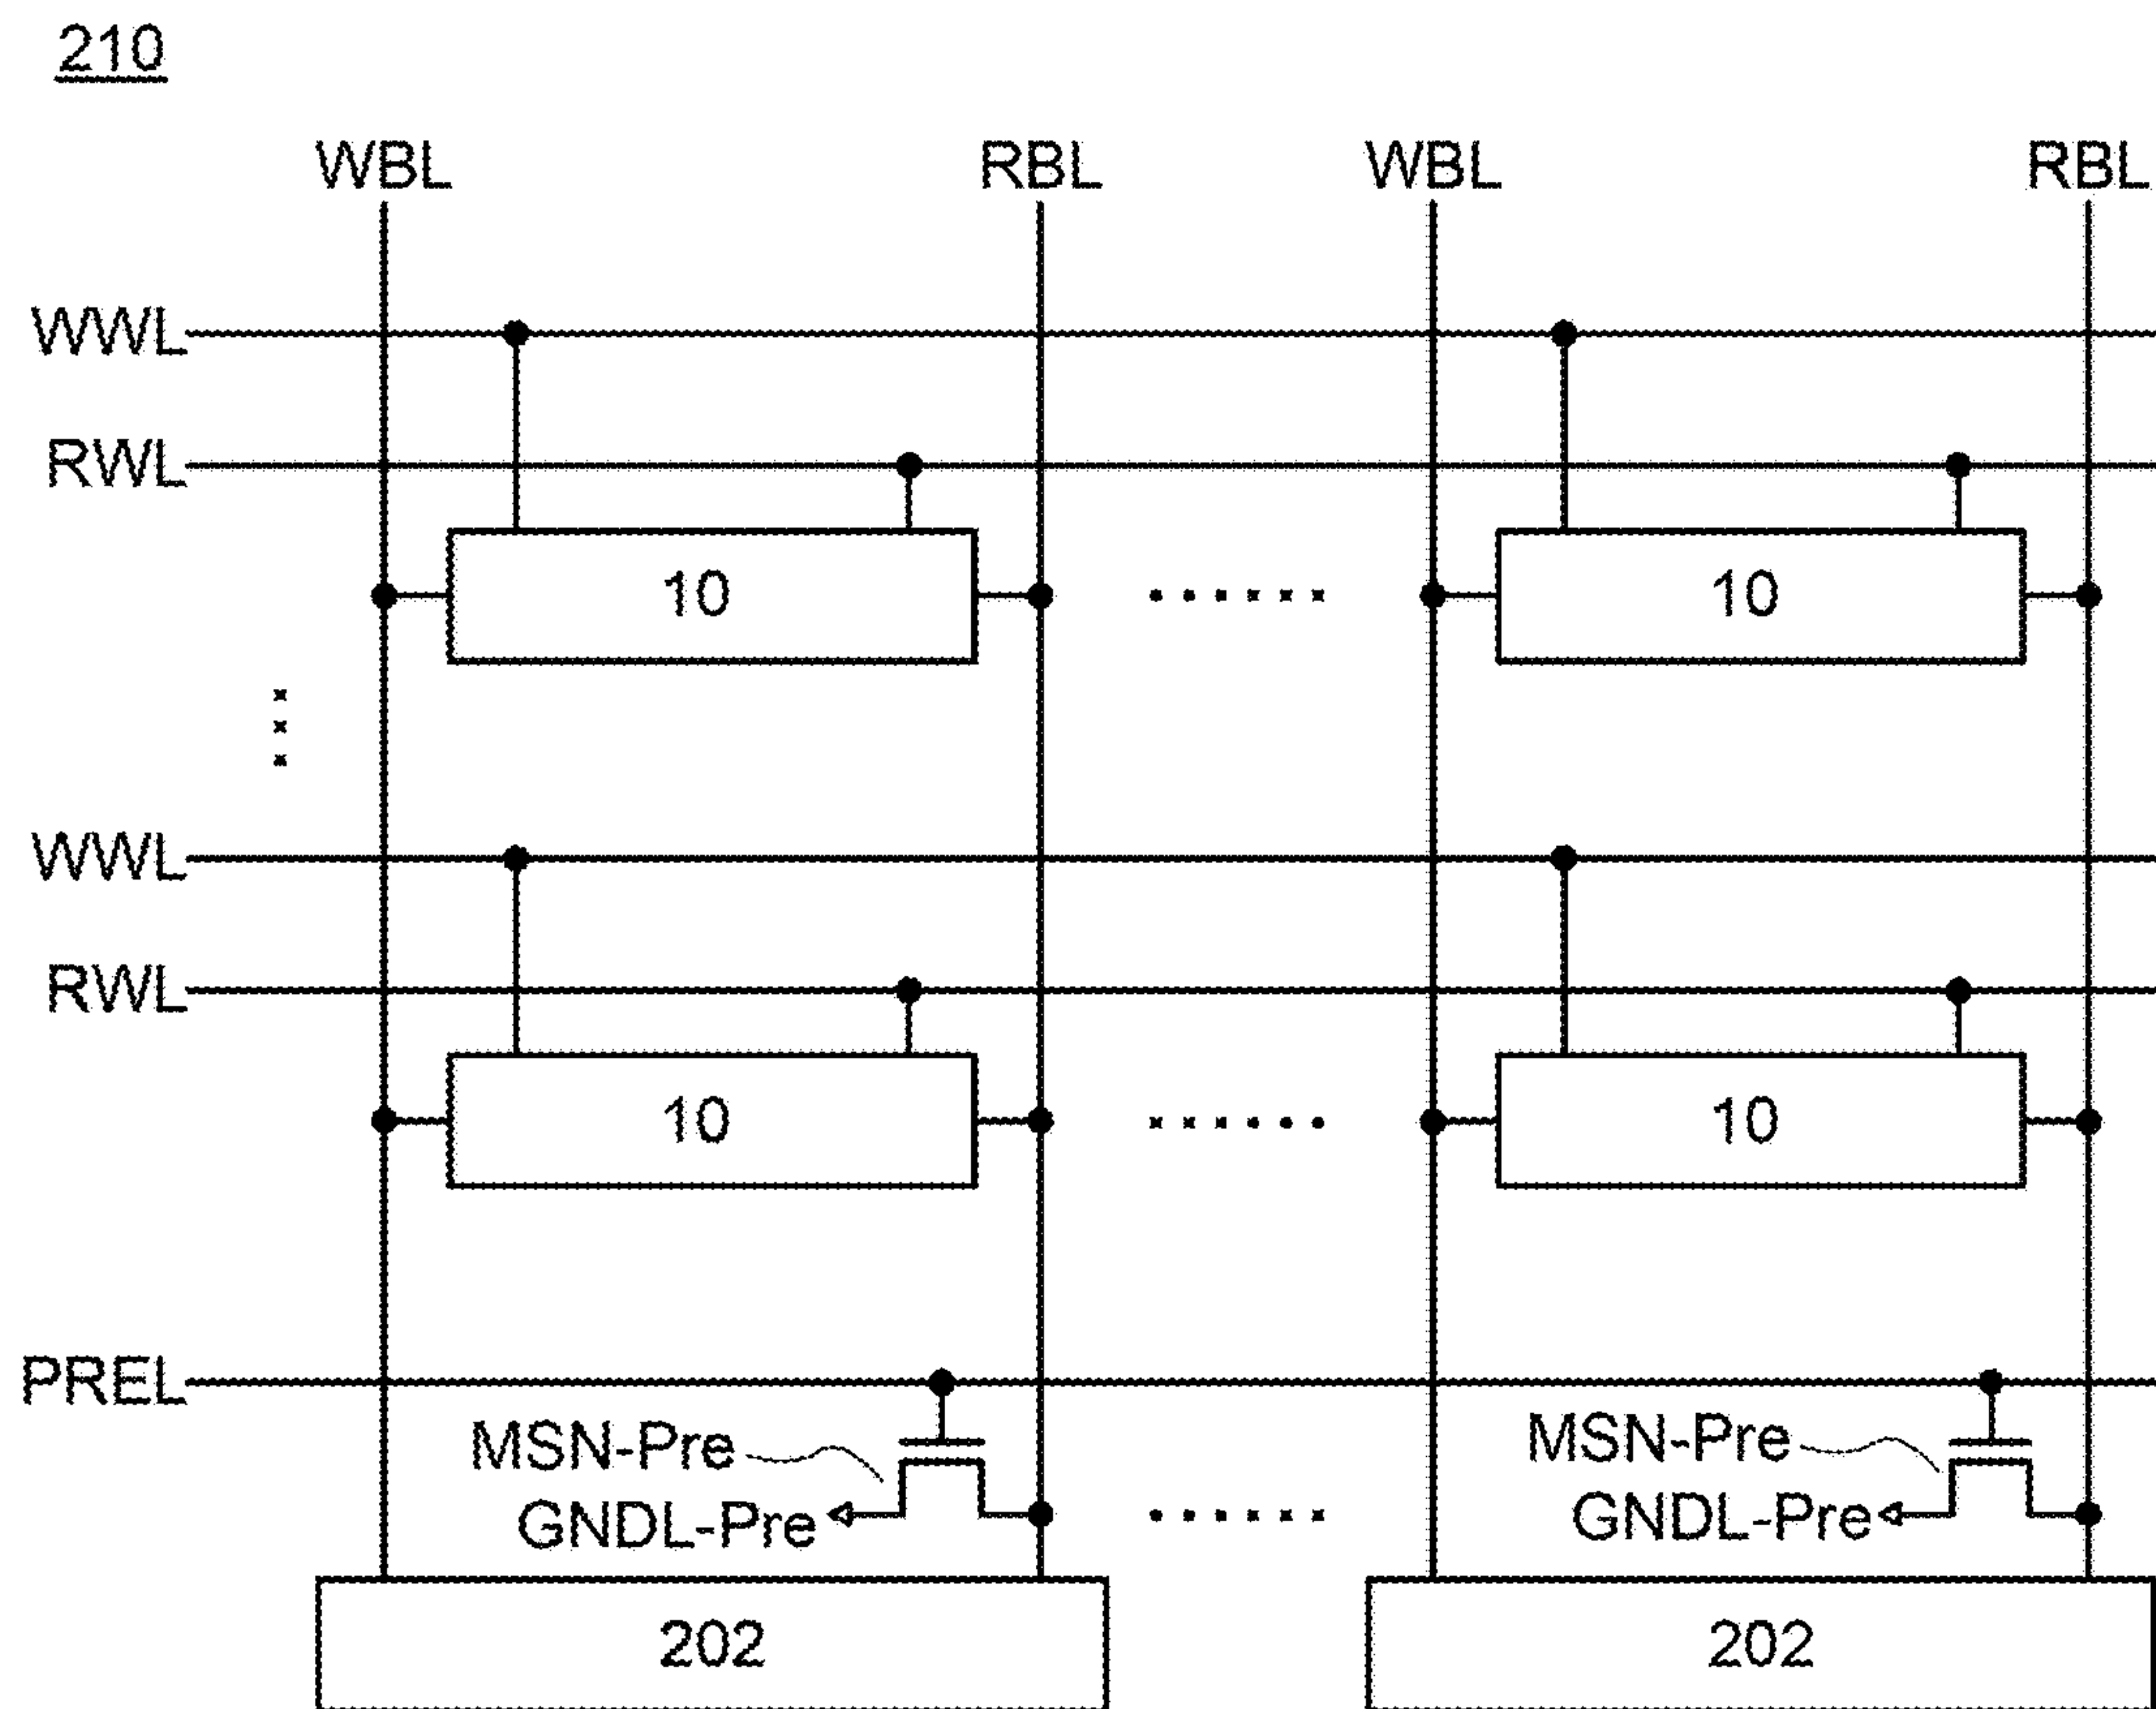 210
WBL RBL WBL RBL
WWL
RWL
10 10
WWL
RWL
10 10
PREL
MSN-Pre MSN-Pre
GNDL-Pre GNDL-Pre
202 202